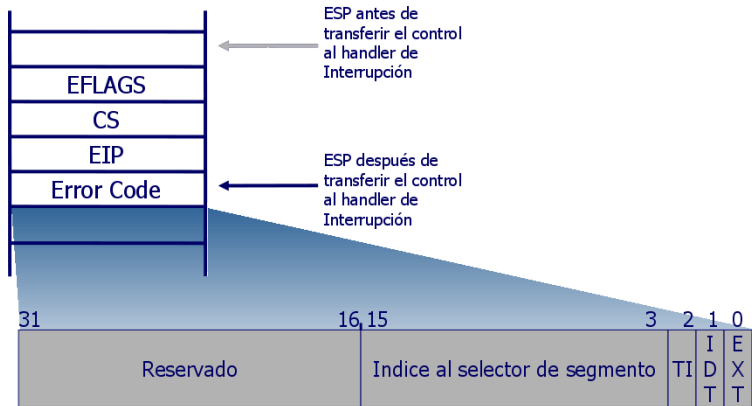 ESP antes de
transferir el control
al handler de
Interrupción
EFLAGS
CS
EIP
Error Code
ESP después de
transferir el control
al handler de
Interrupción
31 16 15 3 2 1 0
Reservado
Indice al selector de segmento
TI
IDT
EXT